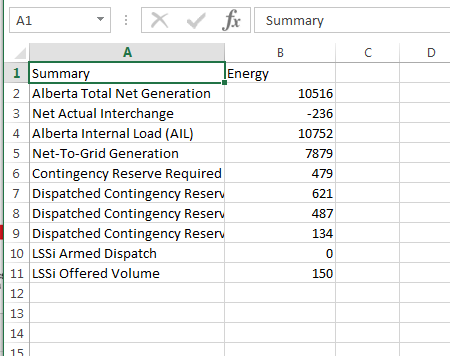 A1 fx Summary
A B C D
1 Summary Energy
2 Alberta Total Net Generation 10516
3 Net Actual Interchange -236
4 Alberta Internal Load (AIL) 10752
5 Net-To-Grid Generation 7879
6 Contingency Reserve Required 479
7 Dispatched Contingency Reserv 621
8 Dispatched Contingency Reserv 487
9 Dispatched Contingency Reserv 134
10 LSSi Armed Dispatch 0
11 LSSi Offered Volume 150
12
13
14
15